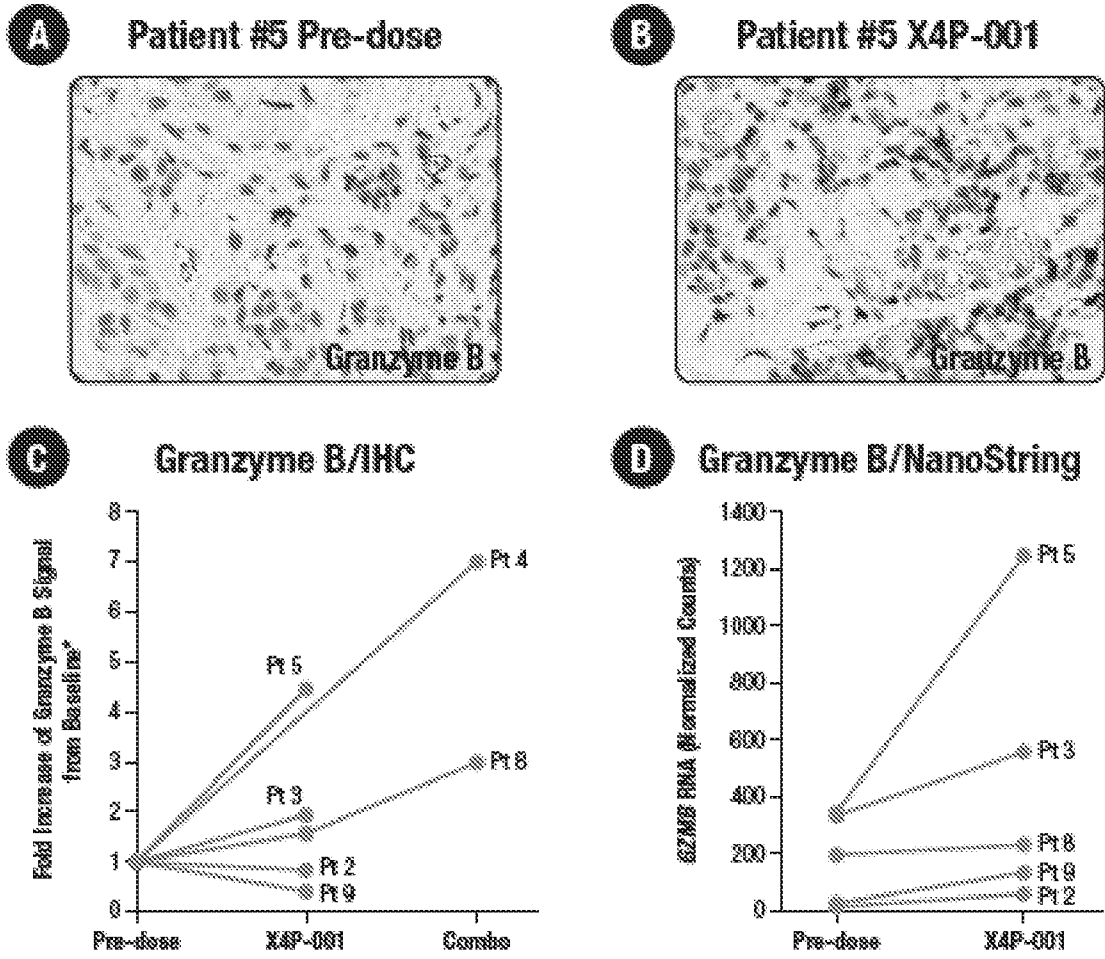 A Patient #5 Pre-dose
Granzyme B
B Patient #5 X4P-001
Granzyme B
C Granzyme B/IHC
Fold Increase of Granzyme B Signal
from Baseline*
8
7
6
5
4
3
2
1
0
Pt 4
Pt 5
Pt 8
Pt 3
Pt 2
Pt 9
Pre-dose X4P-001 Combo
D Granzyme B/NanoString
GZMB RNA (Normalized Counts)
1400
1200
1000
800
600
400
200
0
Pt 5
Pt 3
Pt 8
Pt 9
Pt 2
Pre-dose X4P-001